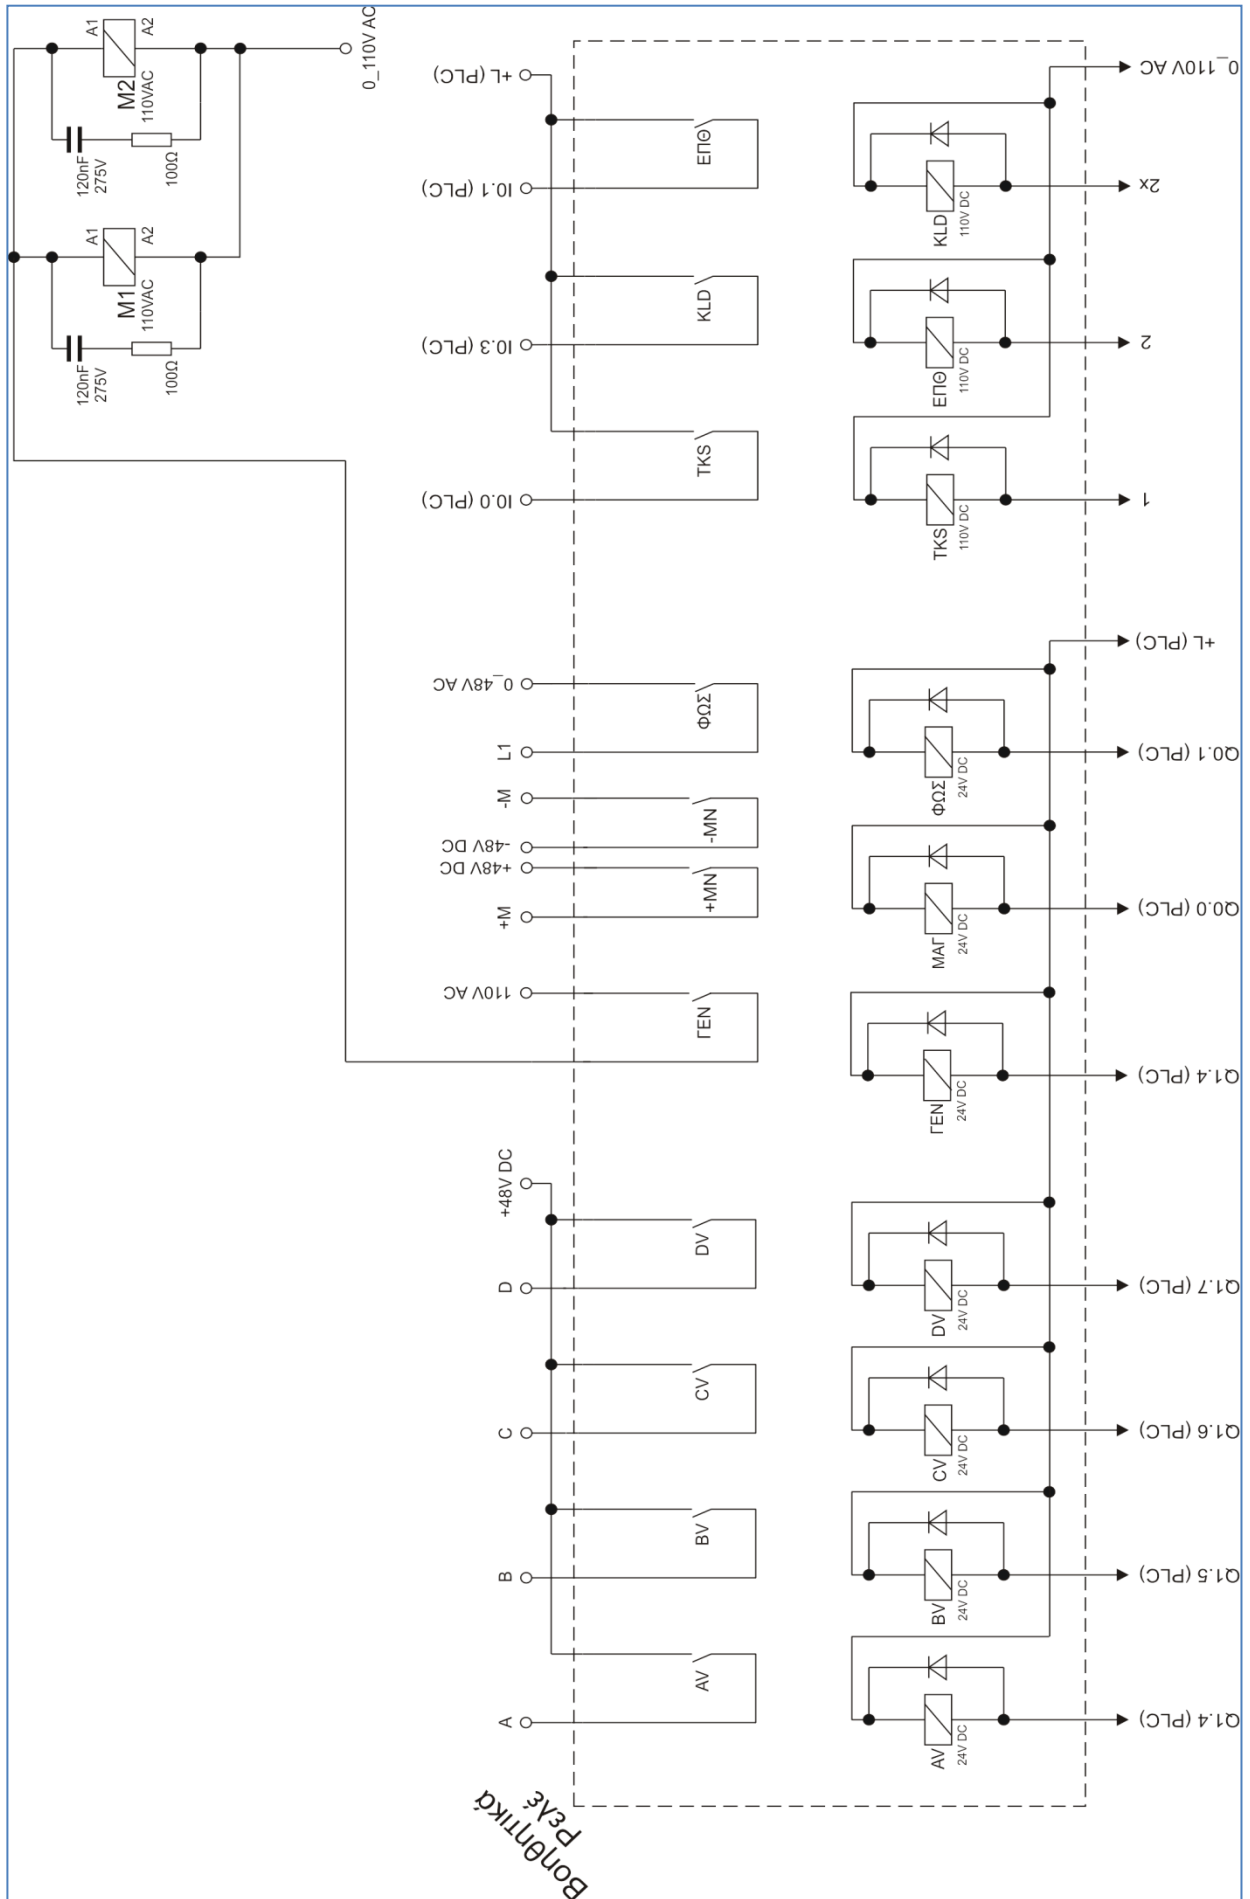 A1
A2
M2
110VAC
120nF
275V
100Ω
0_110V AC
A1
A2
M1
110VAC
120nF
275V
100Ω
+L (PLC)
I0.1 (PLC)
I0.3 (PLC)
I0.0 (PLC)
0_48V AC
L1
-M
-48V DC
+48V DC
+M
110V AC
+48V DC
D
C
B
A
ΕΠΘ
KLD
TKS
ΦΩΣ
-MN
+MN
ΓΕΝ
DV
CV
BV
AV
KLD
110V DC
ΕΠΘ
110V DC
TKS
110V DC
ΦΩΣ
24V DC
ΜΑΓ
24V DC
ΓΕΝ
24V DC
DV
24V DC
CV
24V DC
BV
24V DC
AV
24V DC
0_110V AC
2x
2
1
+L (PLC)
Q0.1 (PLC)
Q0.0 (PLC)
Q1.4 (PLC)
Q1.7 (PLC)
Q1.6 (PLC)
Q1.5 (PLC)
Q1.4 (PLC)
Βοηθητικά
Ρελέ